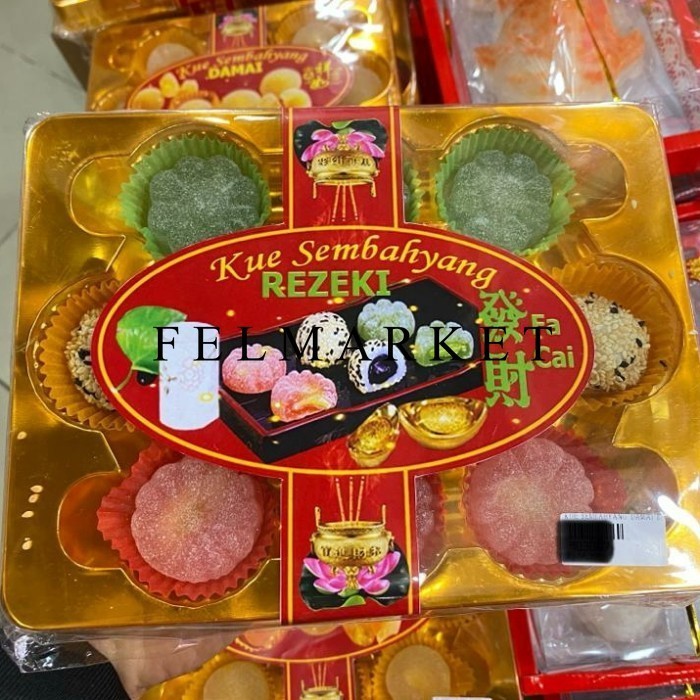 Kue Sembahyang
DAMAI
Kue Sembahyang
REZEKI
發財
Fa
Cai
FELMARKET